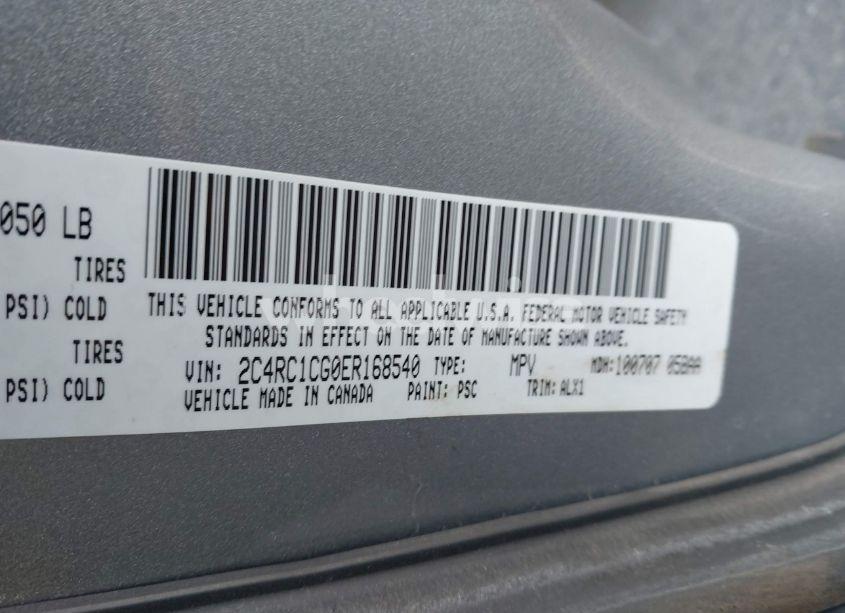 050 LB
TIRES
PSI) COLD
TIRES
PSI) COLD
THIS VEHICLE CONFORMS TO ALL APPLICABLE U.S.A. FEDERAL MOTOR VEHICLE SAFETY
STANDARDS IN EFFECT ON THE DATE OF MANUFACTURE SHOWN ABOVE.
VIN: 2C4RC1CG0ER168540 TYPE: MPV MDH:100707 05BAA
VEHICLE MADE IN CANADA PAINT: PSC TRIM: ALX1